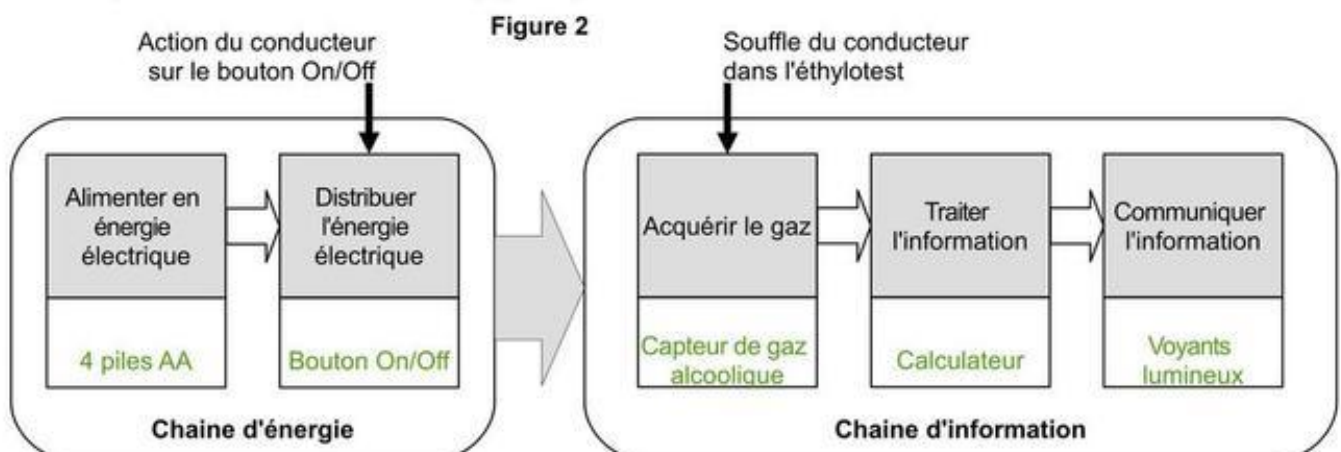 Figure 2
Action du conducteur
sur le bouton On/Off
Souffle du conducteur
dans l'éthylotest
Alimenter en
énergie
électrique
4 piles AA
Distribuer
l'énergie
électrique
Bouton On/Off
Chaine d'énergie
Acquérir le gaz
Capteur de gaz
alcoolique
Traiter
l'information
Calculateur
Communiquer
l'information
Voyants
lumineux
Chaine d'information